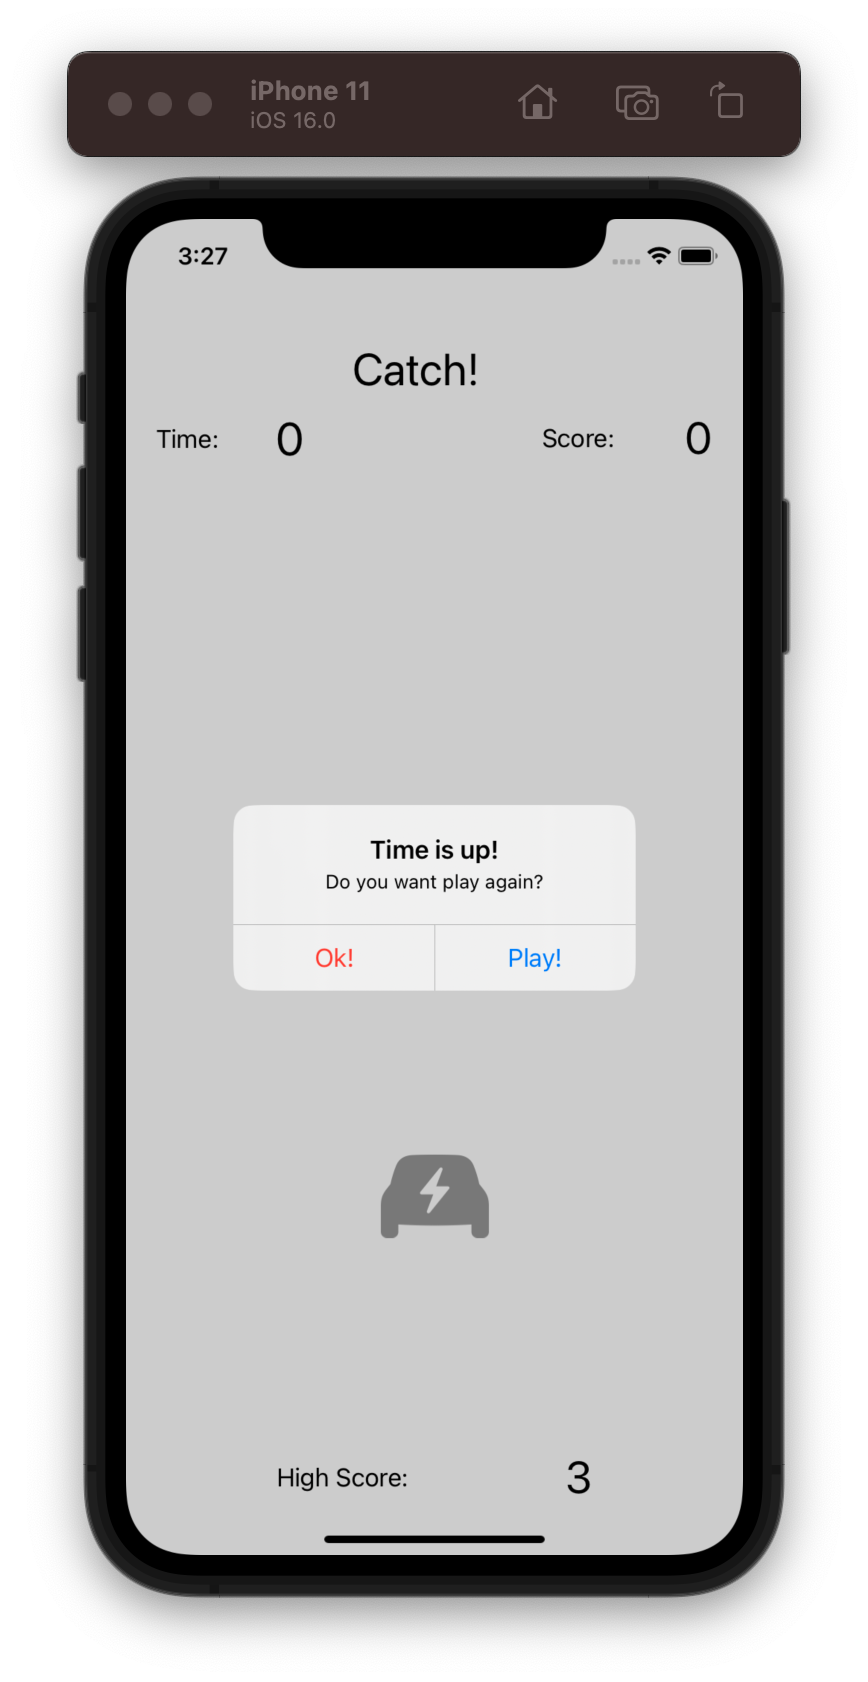 iPhone 11
iOS 16.0
3:27
Catch!
Time: 0 Score: 0
Time is up!
Do you want play again?
Ok! Play!
High Score: 3